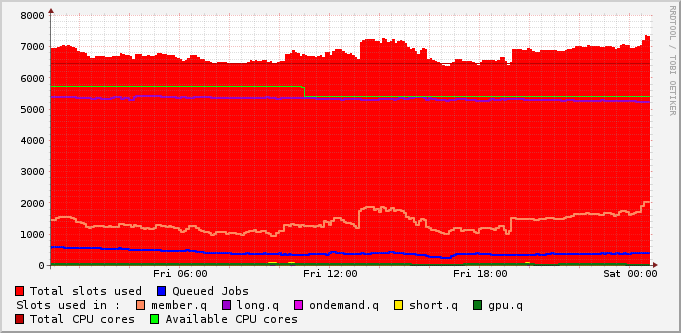 8000
7000
6000
5000
4000
3000
2000
1000
0
Fri 06:00 Fri 12:00 Fri 18:00 Sat 00:00
RRDTOOL / TOBI OETIKER
Total slots used Queued Jobs
Slots used in : member.q long.q ondemand.q short.q gpu.q
Total CPU cores Available CPU cores